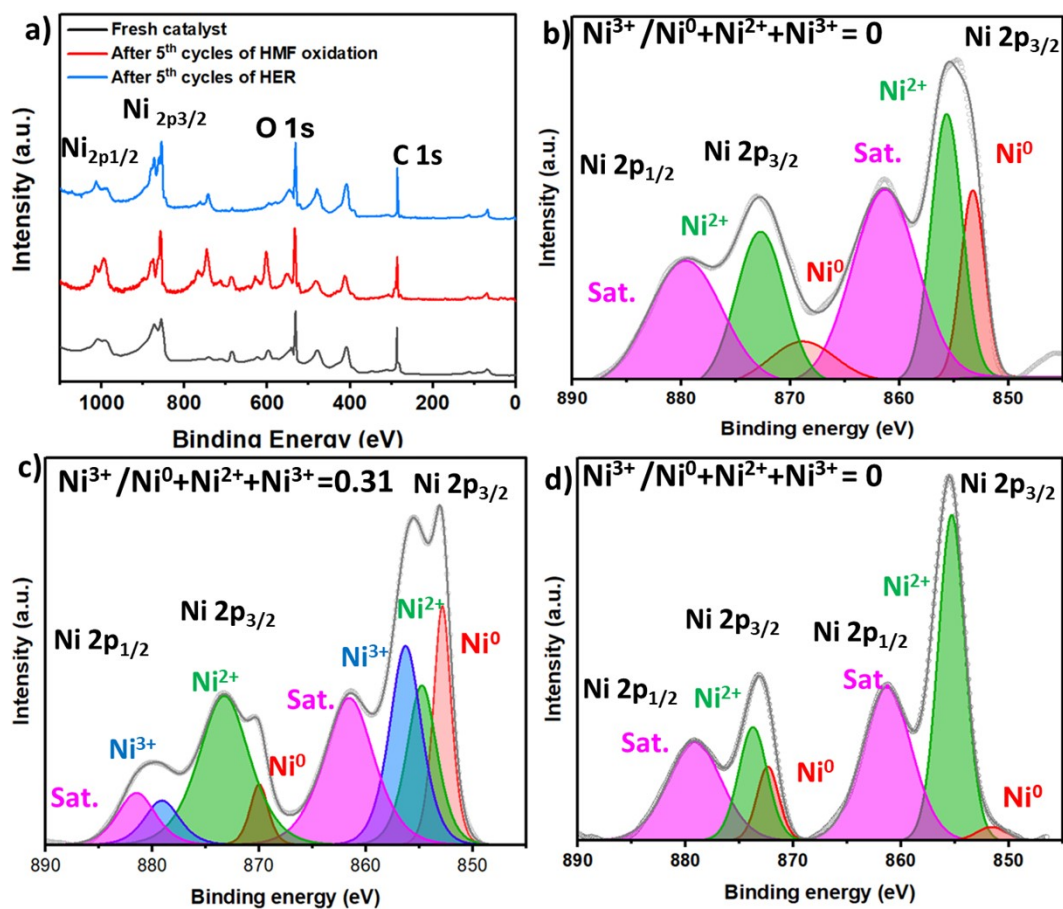 a)
Fresh catalyst
After 5th cycles of HMF oxidation
After 5th cycles of HER
Ni 2p3/2
Ni2p1/2
O 1s
C 1s
Intensity (a.u.)
1000 800 600 400 200 0
Binding Energy (eV)
b)
Ni³⁺/Ni⁰+Ni²⁺+Ni³⁺= 0
Ni 2p3/2
Ni²⁺
Ni⁰
Sat.
Ni 2p3/2
Ni 2p1/2
Ni²⁺
Ni⁰
Sat.
Intensity (a.u.)
890 880 870 860 850
Binding energy (eV)
c)
Ni³⁺/Ni⁰+Ni²⁺+Ni³⁺=0.31
Ni 2p3/2
Ni²⁺
Ni⁰
Ni³⁺
Ni 2p3/2
Ni 2p1/2
Ni²⁺
Sat.
Ni³⁺
Ni⁰
Sat.
Intensity (a.u.)
890 880 870 860 850
Binding energy (eV)
d)
Ni³⁺/Ni⁰+Ni²⁺+Ni³⁺= 0
Ni 2p3/2
Ni²⁺
Ni 2p3/2
Ni 2p1/2
Ni 2p1/2
Ni²⁺
Sat.
Sat.
Ni⁰
Ni⁰
Intensity (a.u.)
890 880 870 860 850
Binding energy (eV)